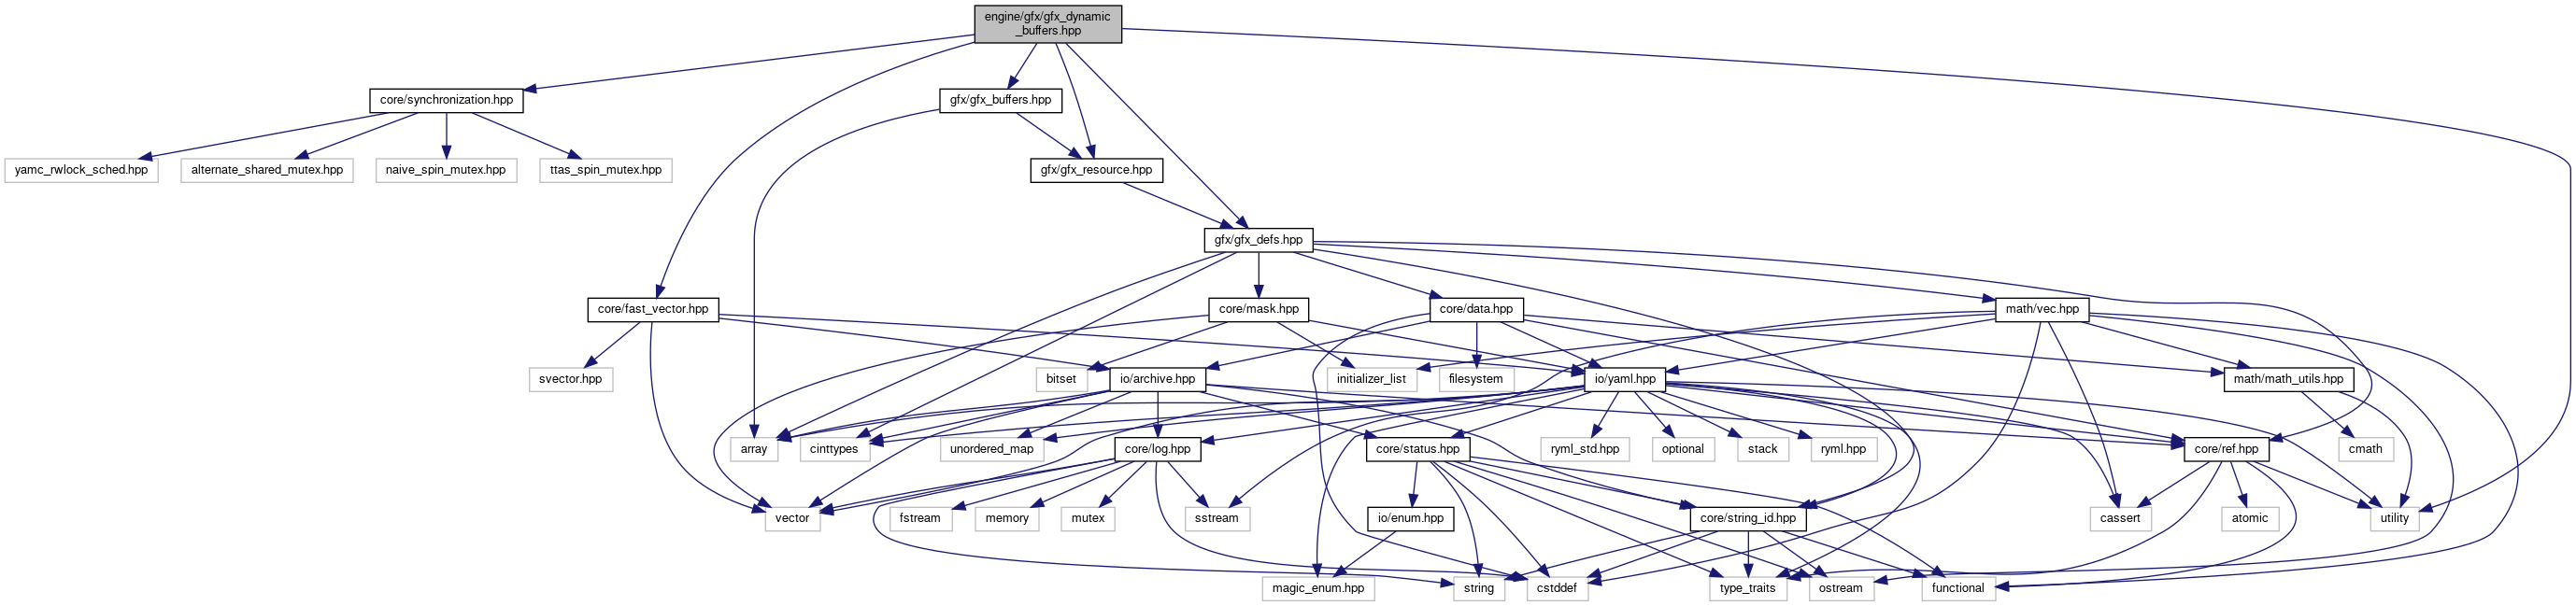 engine/gfx/gfx_dynamic
_buffers.hpp
core/synchronization.hpp
gfx/gfx_buffers.hpp
yamc_rwlock_sched.hpp
alternate_shared_mutex.hpp
naive_spin_mutex.hpp
ttas_spin_mutex.hpp
gfx/gfx_resource.hpp
gfx/gfx_defs.hpp
core/fast_vector.hpp
core/mask.hpp
core/data.hpp
math/vec.hpp
svector.hpp
bitset
io/archive.hpp
initializer_list
filesystem
io/yaml.hpp
math/math_utils.hpp
array
cinttypes
unordered_map
core/log.hpp
core/status.hpp
ryml_std.hpp
optional
stack
ryml.hpp
core/ref.hpp
cmath
vector
fstream
memory
mutex
sstream
io/enum.hpp
core/string_id.hpp
cassert
atomic
utility
magic_enum.hpp
string
cstddef
type_traits
ostream
functional